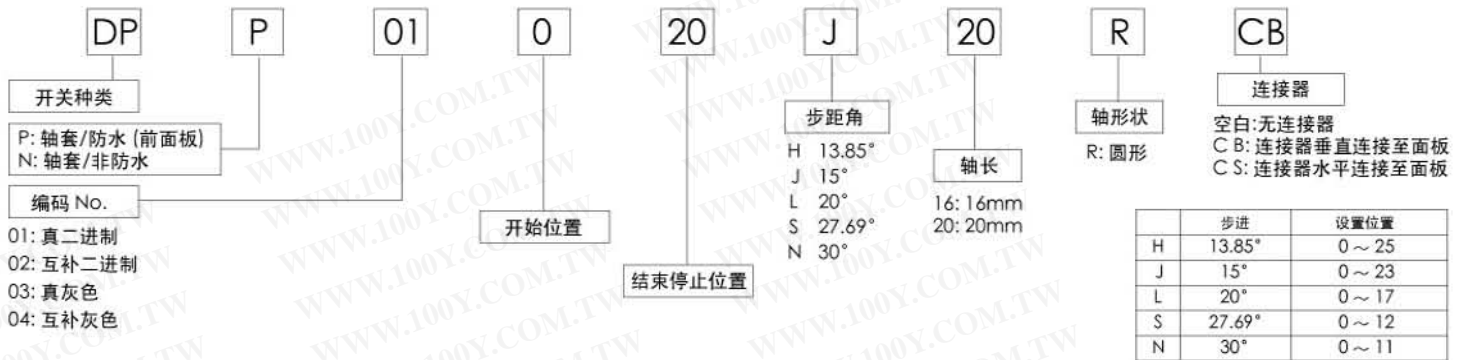 DP P 01 0 20 J 20 R CB
开关种类
P: 轴套/防水 (前面板)
N: 轴套/非防水
编码 No.
01: 真二进制
02: 互补二进制
03: 真灰色
04: 互补灰色
开始位置
结束停止位置
步距角
H 13.85°
J 15°
L 20°
S 27.69°
N 30°
轴长
16: 16mm
20: 20mm
轴形状
R: 圆形
连接器
空白:无连接器
C B: 连接器垂直连接至面板
C S: 连接器水平连接至面板
步进 设置位置
H 13.85° 0～25
J 15° 0～23
L 20° 0～17
S 27.69° 0～12
N 30° 0～11
WWW.100Y.COM.TW